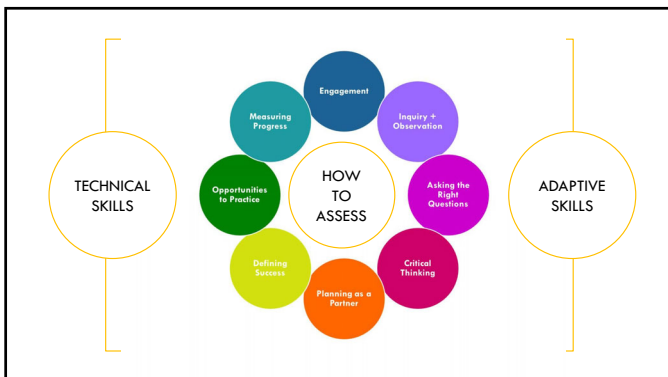 Engagement
Measuring
Progress
Inquiry +
Observation
TECHNICAL
SKILLS
Opportunities
to Practice
HOW
TO
ASSESS
Asking the
Right
Questions
ADAPTIVE
SKILLS
Defining
Success
Critical
Thinking
Planning as a
Partner